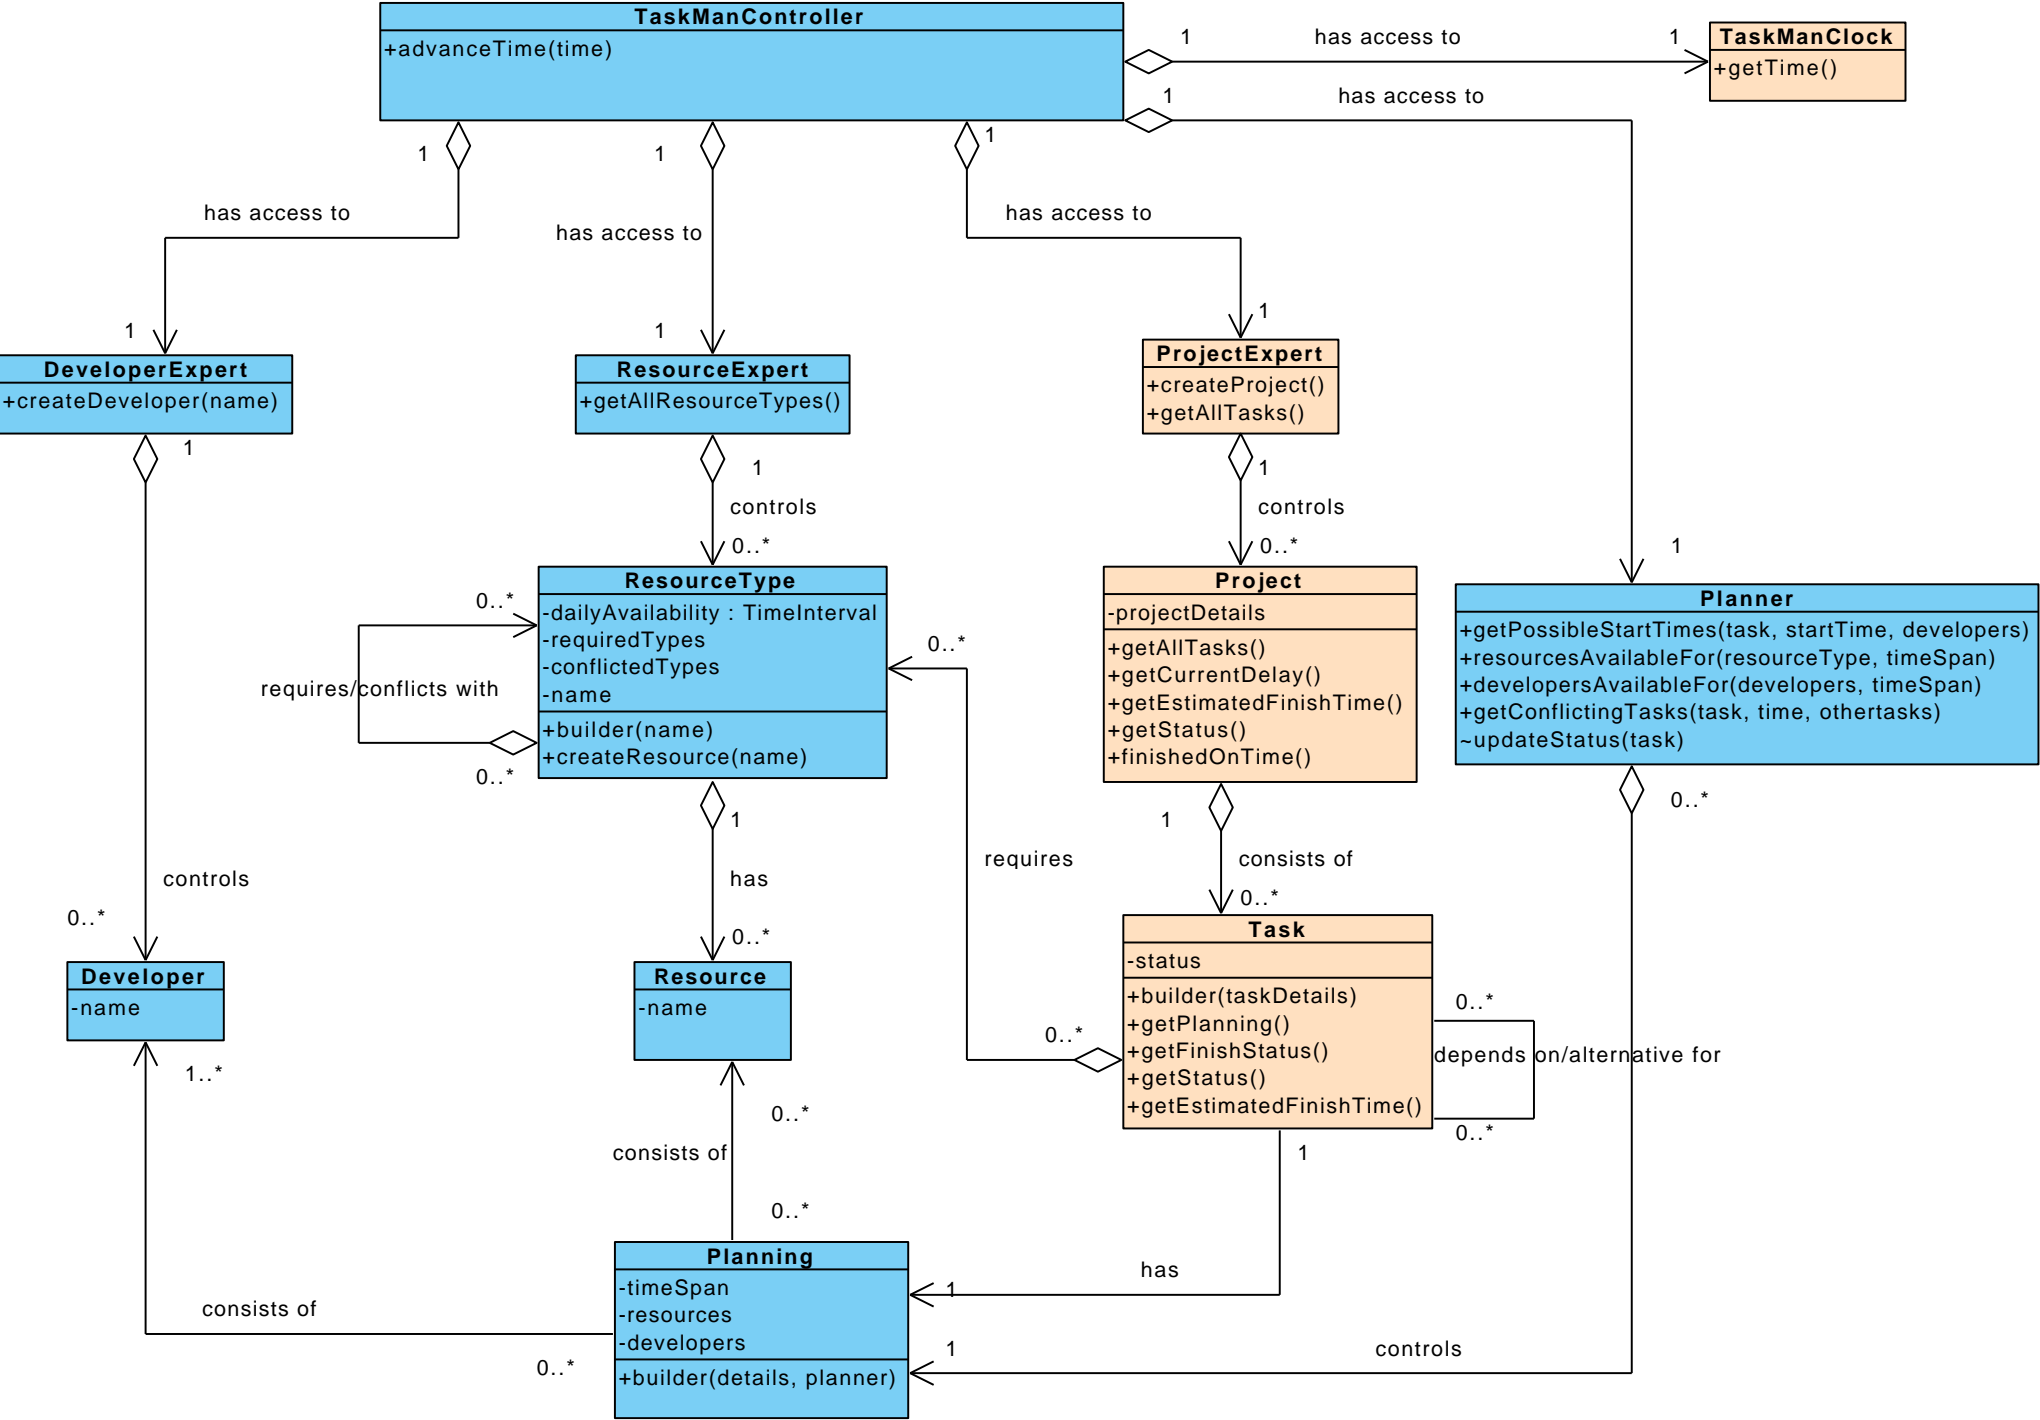 TaskManController
+advanceTime(time)
1
has access to
1
TaskManClock
+getTime()
1
has access to
1
1
1
has access to
has access to
has access to
1
1
1
1
DeveloperExpert
+createDeveloper(name)
ResourceExpert
+getAllResourceTypes()
ProjectExpert
+createProject()
+getAllTasks()
1
1
1
controls
controls
0..*
0..*
ResourceType
-dailyAvailability : TimeInterval
-requiredTypes
-conflictedTypes
-name
+builder(name)
+createResource(name)
0..*
requires/conflicts with
0..*
Project
-projectDetails
+getAllTasks()
+getCurrentDelay()
+getEstimatedFinishTime()
+getStatus()
+finishedOnTime()
Planner
+getPossibleStartTimes(task, startTime, developers)
+resourcesAvailableFor(resourceType, timeSpan)
+developersAvailableFor(developers, timeSpan)
+getConflictingTasks(task, time, othertasks)
~updateStatus(task)
0..*
0..*
1
1
controls
has
requires
consists of
0..*
0..*
0..*
Developer
-name
Resource
-name
Task
-status
+builder(taskDetails)
+getPlanning()
+getFinishStatus()
+getStatus()
+getEstimatedFinishTime()
0..*
0..*
depends on/alternative for
0..*
1..*
0..*
consists of
1
0..*
Planning
-timeSpan
-resources
-developers
+builder(details, planner)
has
1
consists of
0..*
1
controls